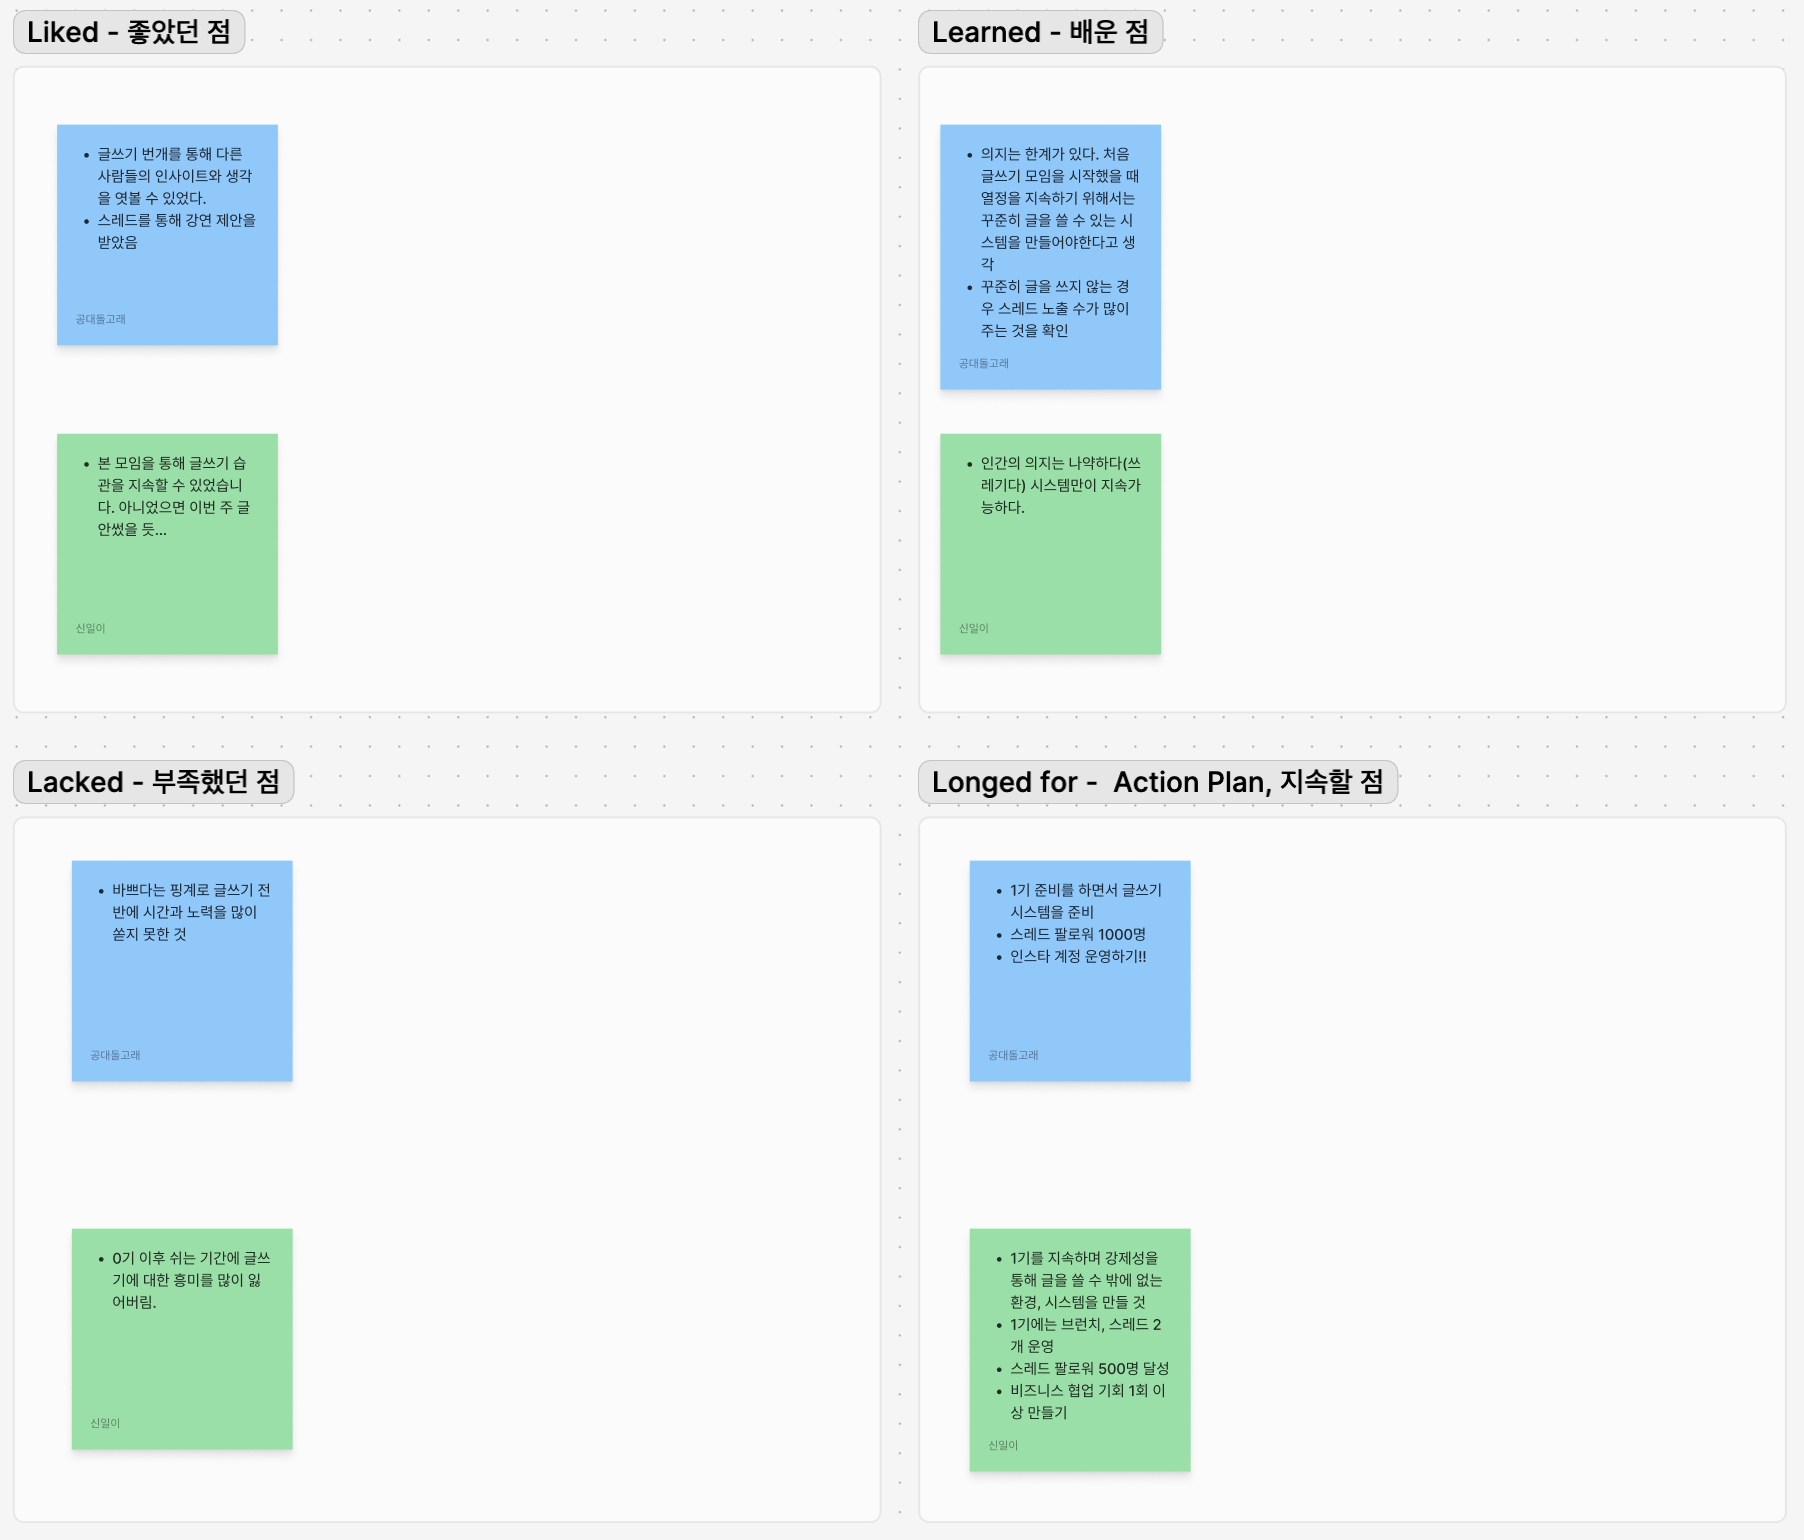 Liked - 좋았던 점
• 글쓰기 번개를 통해 다른
사람들의 인사이트와 생각
을 엿볼 수 있었다.
• 스레드를 통해 강연 제안을
받았음
공대돌고래
• 본 모임을 통해 글쓰기 습
관을 지속할 수 있었습니
다. 아니었으면 이번 주 글
안썼을 듯...
신일이
Learned - 배운 점
• 의지는 한계가 있다. 처음
글쓰기 모임을 시작했을 때
열정을 지속하기 위해서는
꾸준히 글을 쓸 수 있는 시
스템을 만들어야한다고 생
각
• 꾸준히 글을 쓰지 않는 경
우 스레드 노출 수가 많이
주는 것을 확인
공대돌고래
• 인간의 의지는 나약하다(쓰
레기다) 시스템만이 지속가
능하다.
신일이
Lacked - 부족했던 점
• 바쁘다는 핑계로 글쓰기 전
반에 시간과 노력을 많이
쏟지 못한 것
공대돌고래
• 0기 이후 쉬는 기간에 글쓰
기에 대한 흥미를 많이 잃
어버림.
신일이
Longed for - Action Plan, 지속할 점
• 1기 준비를 하면서 글쓰기
시스템을 준비
• 스레드 팔로워 1000명
• 인스타 계정 운영하기!!
공대돌고래
• 1기를 지속하며 강제성을
통해 글을 쓸 수 밖에 없는
환경, 시스템을 만들 것
• 1기에는 브런치, 스레드 2
개 운영
• 스레드 팔로워 500명 달성
• 비즈니스 협업 기회 1회 이
상 만들기
신일이